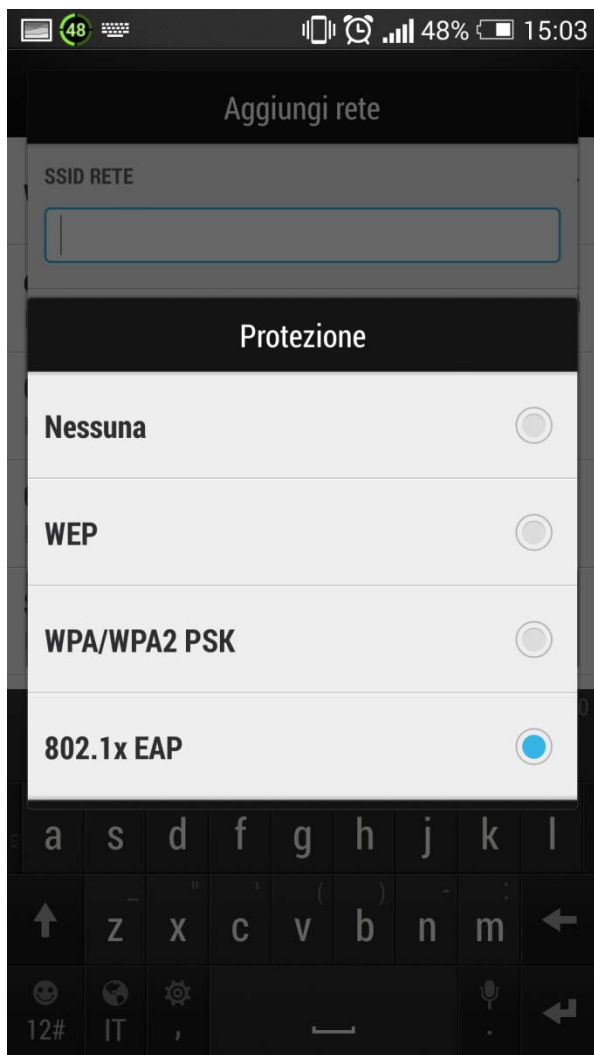 48 48% 15:03
Aggiungi rete
SSID RETE
Protezione
Nessuna
WEP
WPA/WPA2 PSK
802.1x EAP
a s d f g h j k l
_ " ' ( ) - :
z x c v b n m
12# IT , .